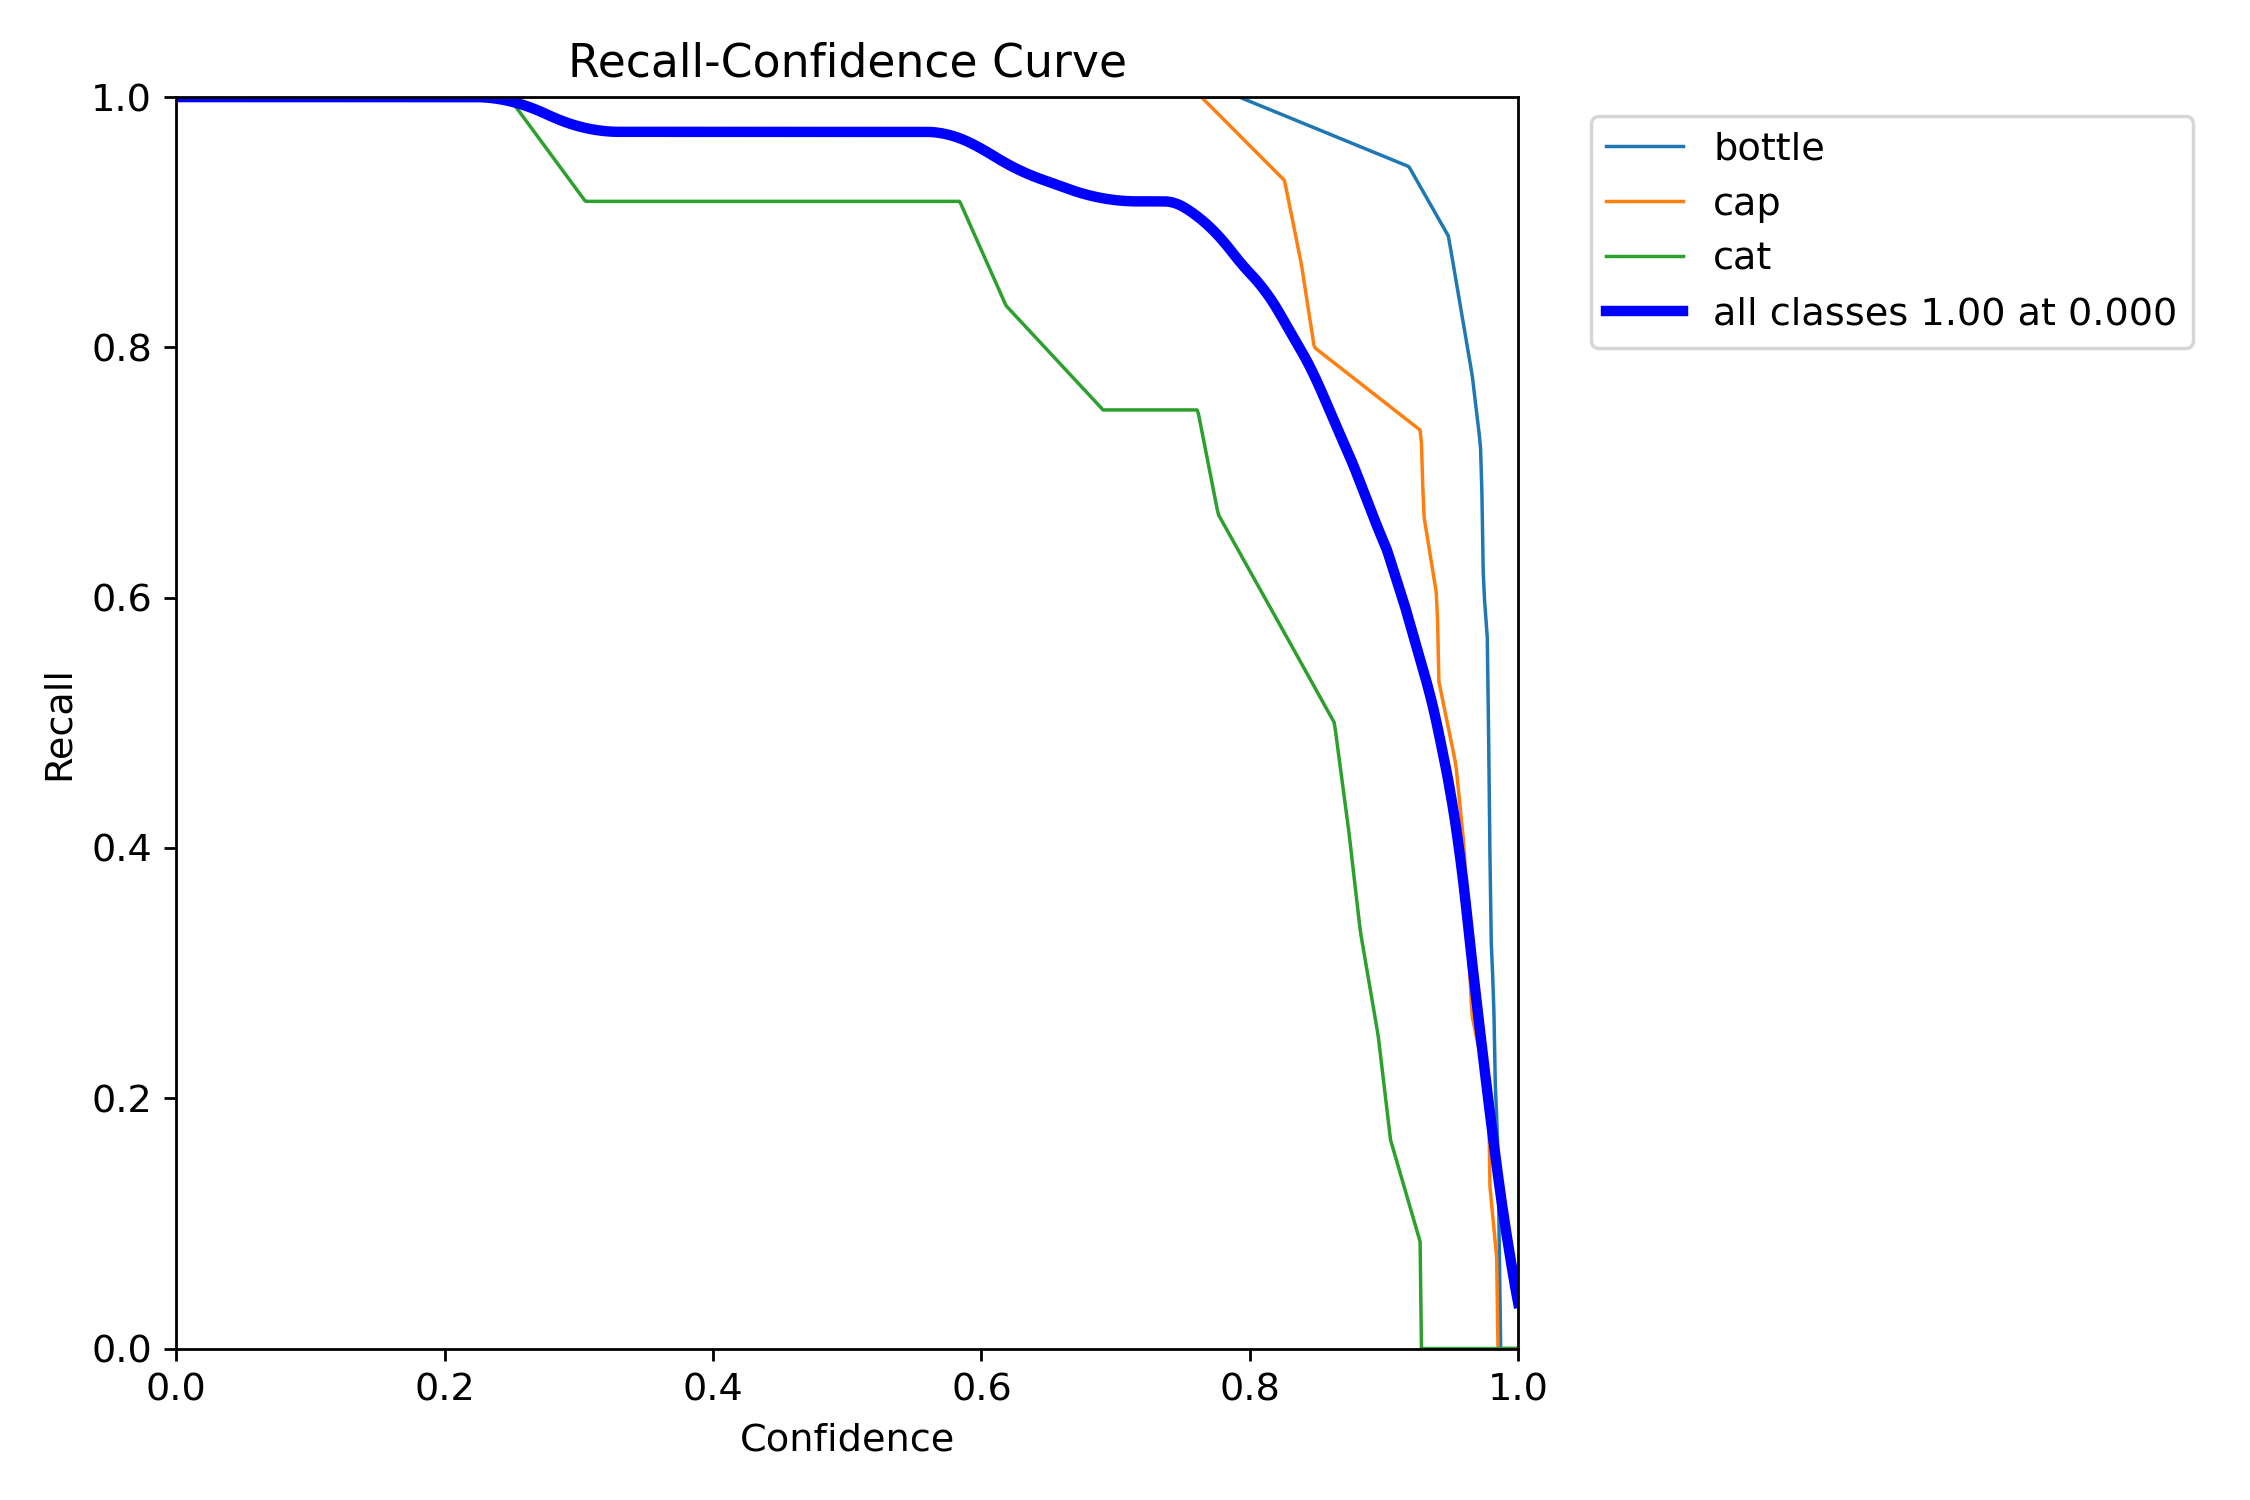 Recall-Confidence Curve
1.0
0.8
0.6
0.4
0.2
0.0
Recall
0.0 0.2 0.4 0.6 0.8 1.0
Confidence
bottle
cap
cat
all classes 1.00 at 0.000